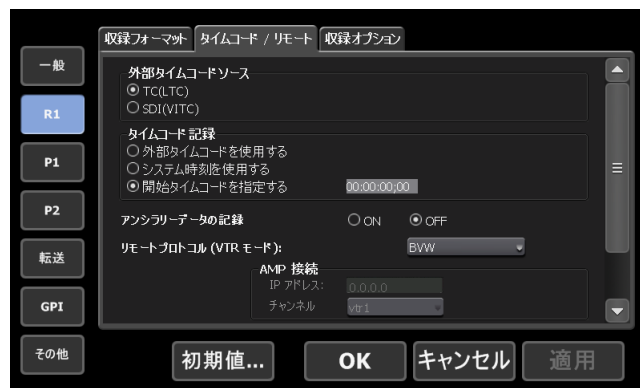 収録フォーマット タイムコード / リモート 収録オプション
一般
R1
P1
P2
転送
GPI
その他
外部タイムコードソース
TC(LTC)
SDI(VITC)
タイムコード記録
外部タイムコードを使用する
システム時刻を使用する
開始タイムコードを指定する 00:00:00;00
アンシラリーデータの記録 ON OFF
リモートプロトコル (VTR モード): BVW
AMP 接続
IP アドレス: 0.0.0.0
チャンネル vtr1
初期値... OK キャンセル 適用